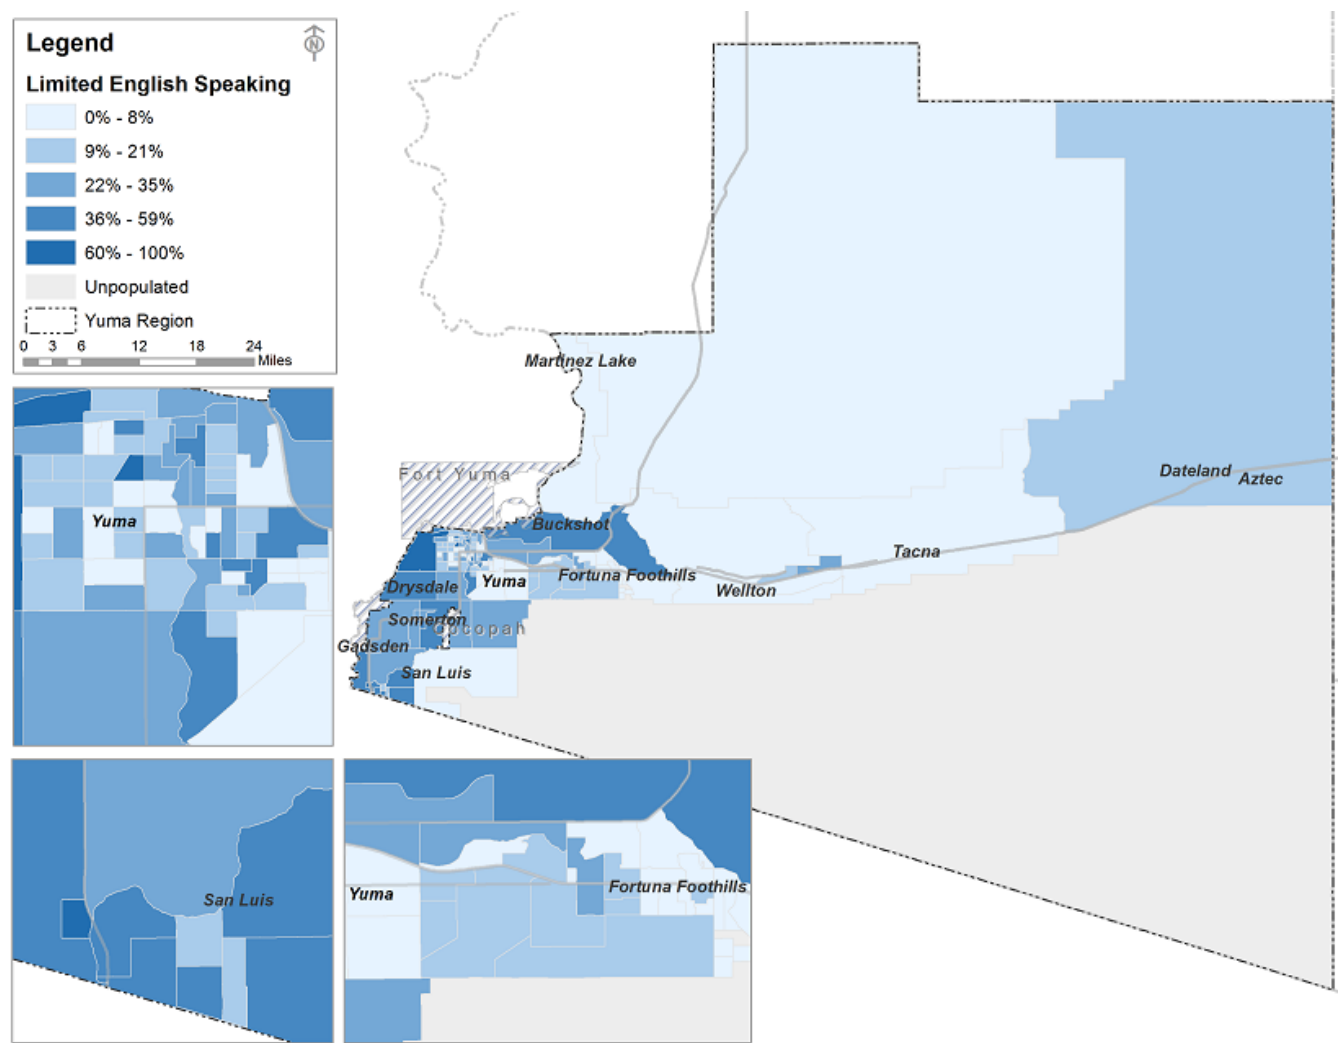 Legend
N
Limited English Speaking
0% - 8%
9% - 21%
22% - 35%
36% - 59%
60% - 100%
Unpopulated
Yuma Region
0 3 6 12 18 24
Miles
Martinez Lake
Fort Yuma
Dateland
Aztec
Buckshot
Tacna
Fortuna Foothills
Yuma
Drysdale
Wellton
Somerton
Cocopah
Gadsden
San Luis
Yuma
San Luis
Yuma
Fortuna Foothills